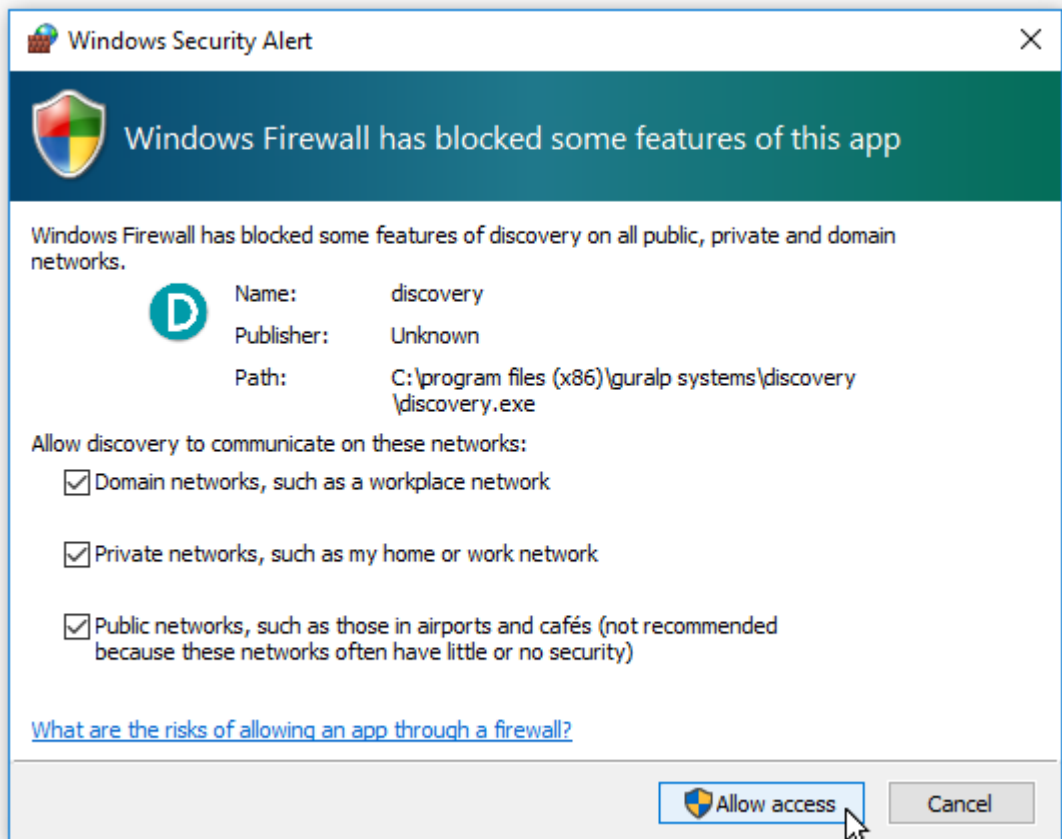 Windows Security Alert
Windows Firewall has blocked some features of this app
Windows Firewall has blocked some features of discovery on all public, private and domain
networks.
D
Name: discovery
Publisher: Unknown
Path: C:\program files (x86)\guralp systems\discovery
\discovery.exe
Allow discovery to communicate on these networks:
Domain networks, such as a workplace network
Private networks, such as my home or work network
Public networks, such as those in airports and cafés (not recommended
because these networks often have little or no security)
What are the risks of allowing an app through a firewall?
Allow access
Cancel